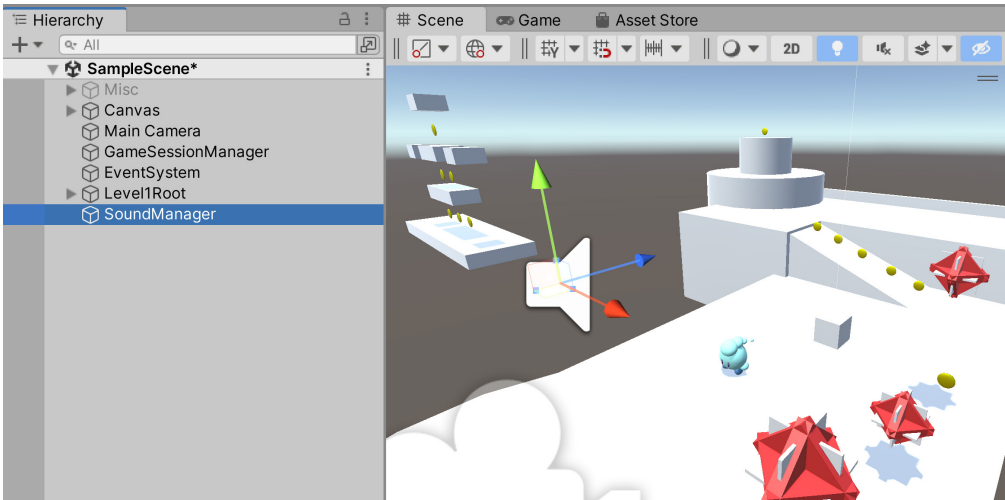 Hierarchy
All
SampleScene*
Misc
Canvas
Main Camera
GameSessionManager
EventSystem
Level1Root
SoundManager
Scene Game Asset Store
2D